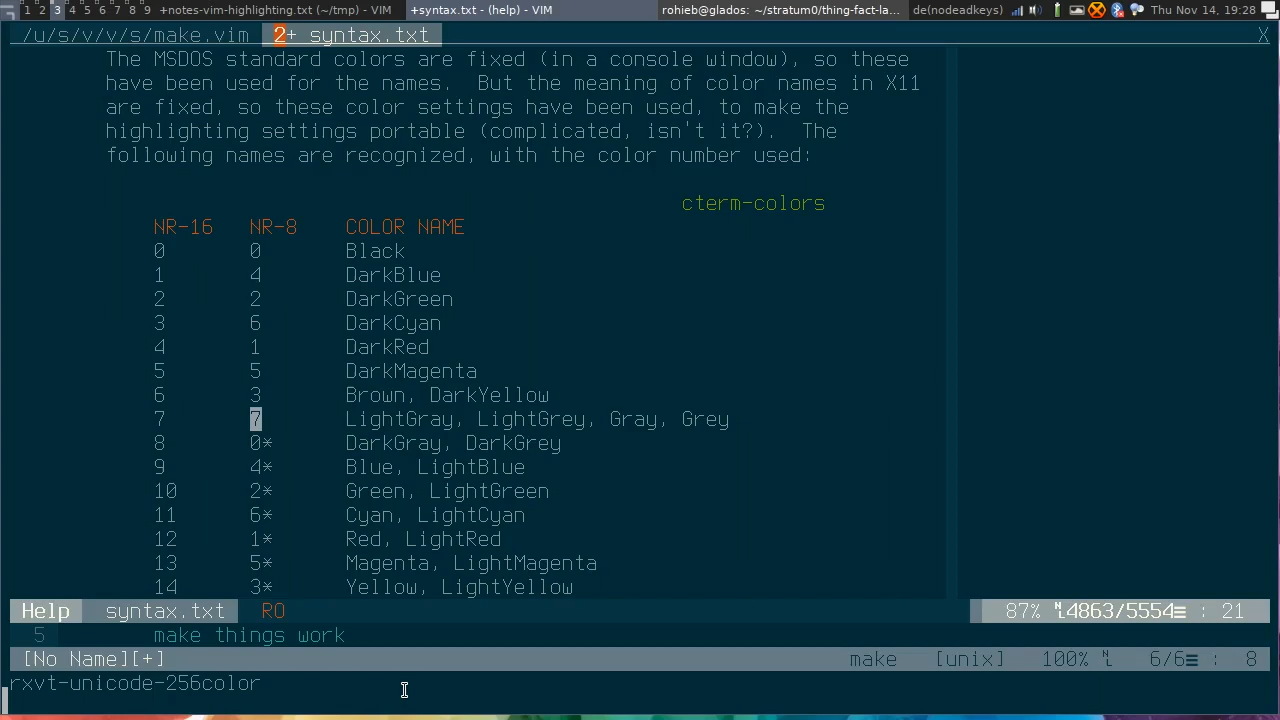 1 2 3 4 5 6 7 8 9 +notes-vim-highlighting.txt (~/tmp) - VIM +syntax.txt - (help) - VIM rohieb@glados: ~/stratum0/thing-fact-la... de(nodeadkeys) Thu Nov 14, 19:28
/u/s/v/v/s/make.vim 2+ syntax.txt X
The MSDOS standard colors are fixed (in a console window), so these
have been used for the names. But the meaning of color names in X11
are fixed, so these color settings have been used, to make the
highlighting settings portable (complicated, isn't it?). The
following names are recognized, with the color number used:
cterm-colors
NR-16 NR-8 COLOR NAME
0 0 Black
1 4 DarkBlue
2 2 DarkGreen
3 6 DarkCyan
4 1 DarkRed
5 5 DarkMagenta
6 3 Brown, DarkYellow
7 7 LightGray, LightGrey, Gray, Grey
8 0* DarkGray, DarkGrey
9 4* Blue, LightBlue
10 2* Green, LightGreen
11 6* Cyan, LightCyan
12 1* Red, LightRed
13 5* Magenta, LightMagenta
14 3* Yellow, LightYellow
Help syntax.txt RO 87% ␤4863/5554≡ : 21
5 make things work
[No Name][+] make [unix] 100% ␤ 6/6≡ : 8
rxvt-unicode-256color